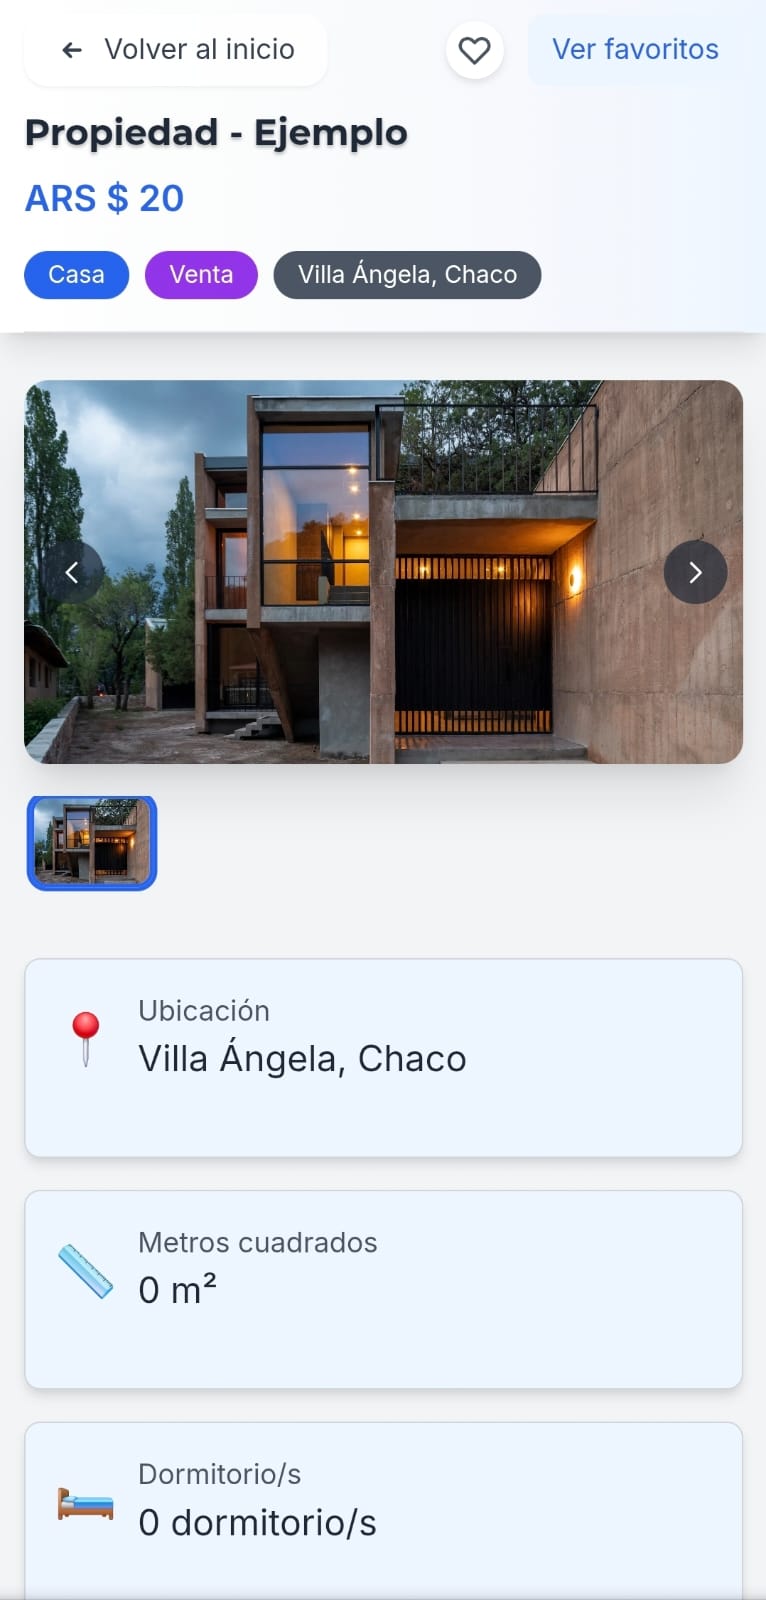 Volver al inicio
Ver favoritos
Propiedad - Ejemplo
ARS $ 20
Casa
Venta
Villa Ángela, Chaco
Ubicación
Villa Ángela, Chaco
Metros cuadrados
0 m²
Dormitorio/s
0 dormitorio/s